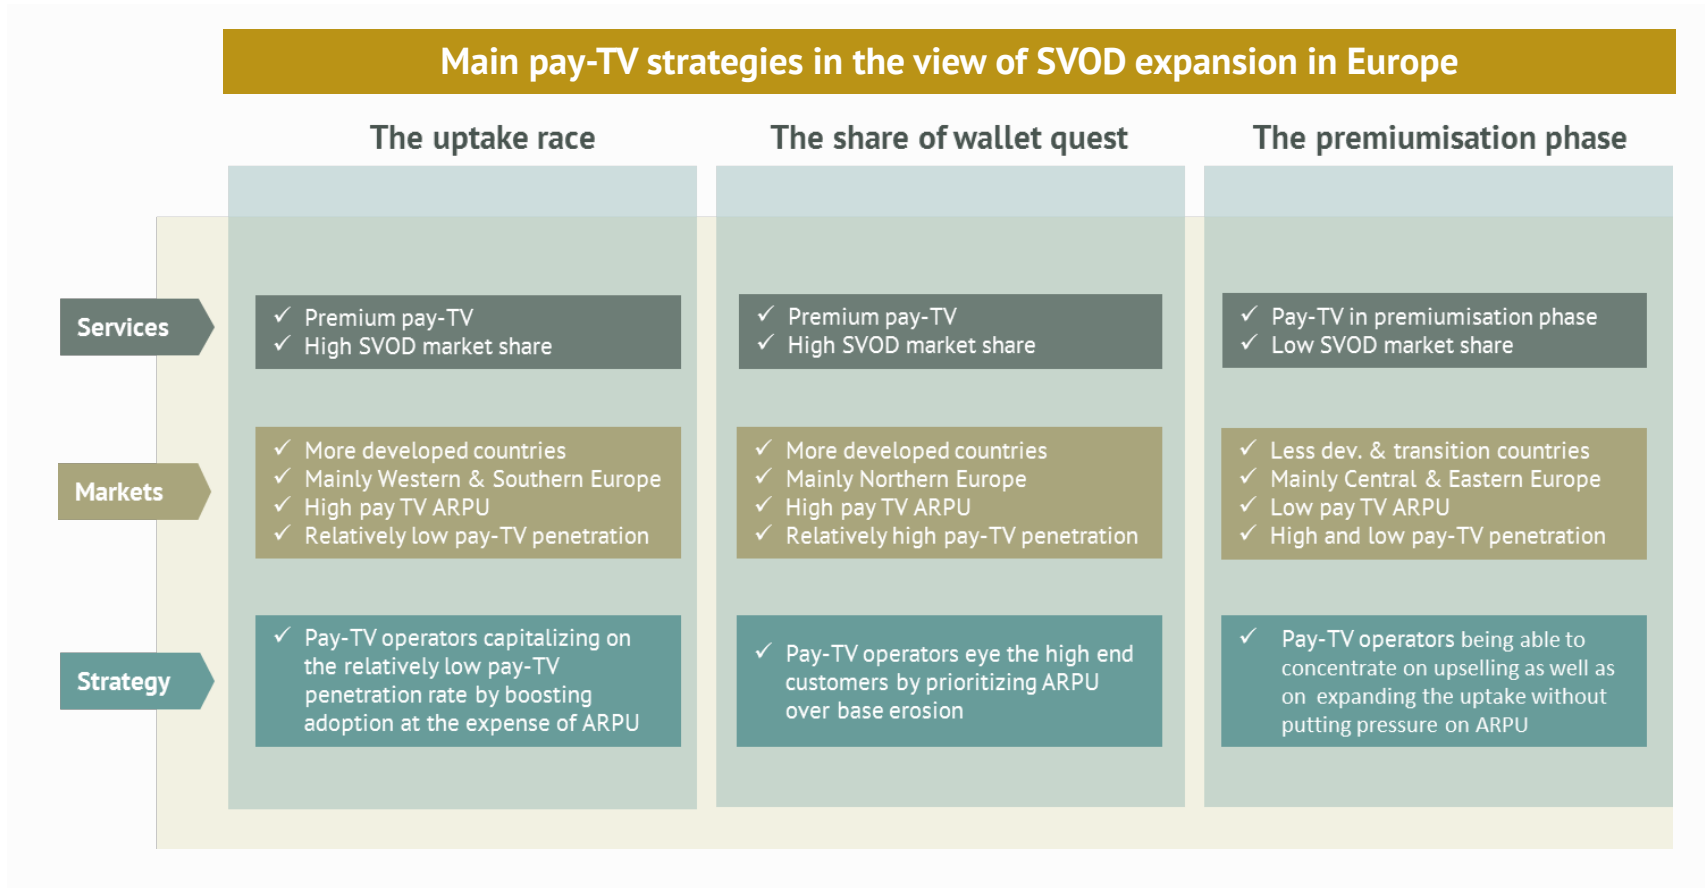 Main pay-TV strategies in the view of SVOD expansion in Europe
The uptake race
The share of wallet quest
The premiumisation phase
Services
✓ Premium pay-TV
✓ High SVOD market share
✓ Premium pay-TV
✓ High SVOD market share
✓ Pay-TV in premiumisation phase
✓ Low SVOD market share
Markets
✓ More developed countries
✓ Mainly Western & Southern Europe
✓ High pay TV ARPU
✓ Relatively low pay-TV penetration
✓ More developed countries
✓ Mainly Northern Europe
✓ High pay TV ARPU
✓ Relatively high pay-TV penetration
✓ Less dev. & transition countries
✓ Mainly Central & Eastern Europe
✓ Low pay TV ARPU
✓ High and low pay-TV penetration
Strategy
✓ Pay-TV operators capitalizing on
the relatively low pay-TV
penetration rate by boosting
adoption at the expense of ARPU
✓ Pay-TV operators eye the high end
customers by prioritizing ARPU
over base erosion
✓ Pay-TV operators being able to
concentrate on upselling as well as
on expanding the uptake without
putting pressure on ARPU